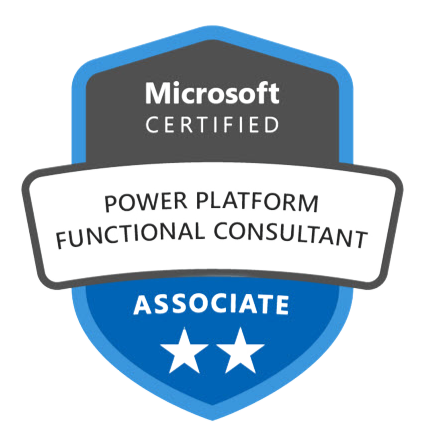 Microsoft
CERTIFIED
POWER PLATFORM
FUNCTIONAL CONSULTANT
ASSOCIATE